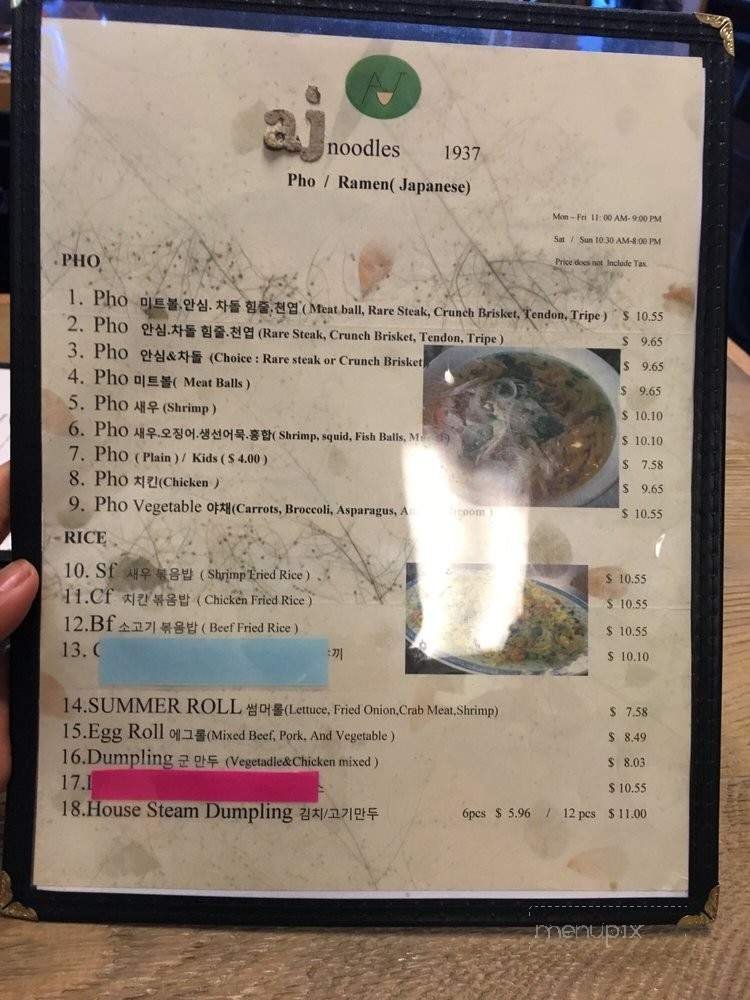 AJ
aj noodles 1937
Pho / Ramen( Japanese)
Mon – Fri 11: 00 AM- 9:00 PM
Sat / Sun 10:30 AM-8:00 PM
Price does not Include Tax.
PHO
1. Pho 미트볼.안심. 차돌 힘줄.천엽 ( Meat ball, Rare Steak, Crunch Brisket, Tendon, Tripe ) $ 10.55
2. Pho 안심.차돌 힘줄.천엽 (Rare Steak, Crunch Brisket, Tendon, Tripe ) $ 9.65
3. Pho 안심&차돌 (Choice : Rare steak or Crunch Brisket $ 9.65
4. Pho 미트볼( Meat Balls ) $ 9.65
5. Pho 새우 (Shrimp ) $ 10.10
6. Pho 새우.오징어.생선어묵.홍합( Shrimp, squid, Fish Balls, $ 10.10
7. Pho ( Plain ) / Kids ( $ 4.00 ) $ 7.58
8. Pho 치킨(Chicken ) $ 9.65
9. Pho Vegetable 야채(Carrots, Broccoli, Asparagus, $ 10.55
RICE
10. Sf 새우 볶음밥 ( Shrimp Fried Rice ) $ 10.55
11.Cf 치킨 볶음밥 ( Chicken Fried Rice ) $ 10.55
12.Bf 소고기 볶음밥 ( Beef Fried Rice ) $ 10.55
13. $ 10.10
14.SUMMER ROLL 썸머롤(Lettuce, Fried Onion,Crab Meat,Shrimp) $ 7.58
15.Egg Roll 에그롤(Mixed Beef, Pork, And Vegetable ) $ 8.49
16.Dumpling 군 만두 (Vegetadle&Chicken mixed ) $ 8.03
17. $ 10.55
18.House Steam Dumpling 김치/고기만두 6pcs $ 5.96 / 12 pcs $ 11.00
menupix